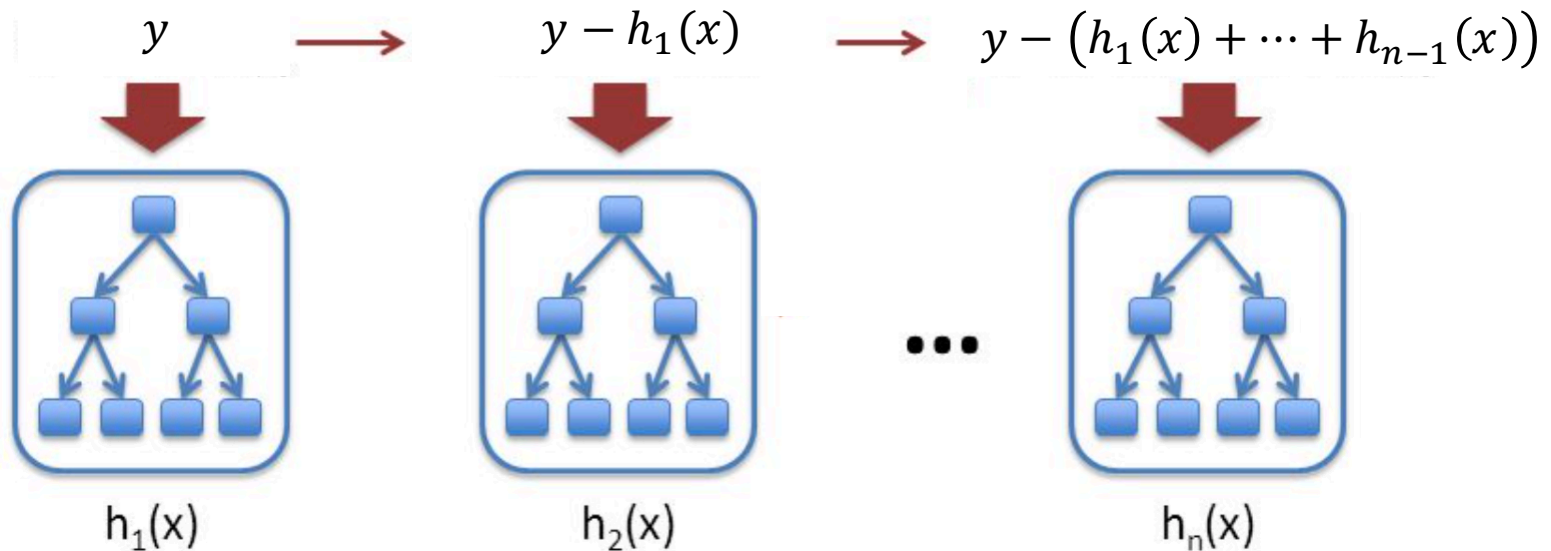 y → y − h₁(x) → y − (h₁(x) + ⋯ + hₙ₋₁(x))
...
h₁(x) h₂(x) hₙ(x)